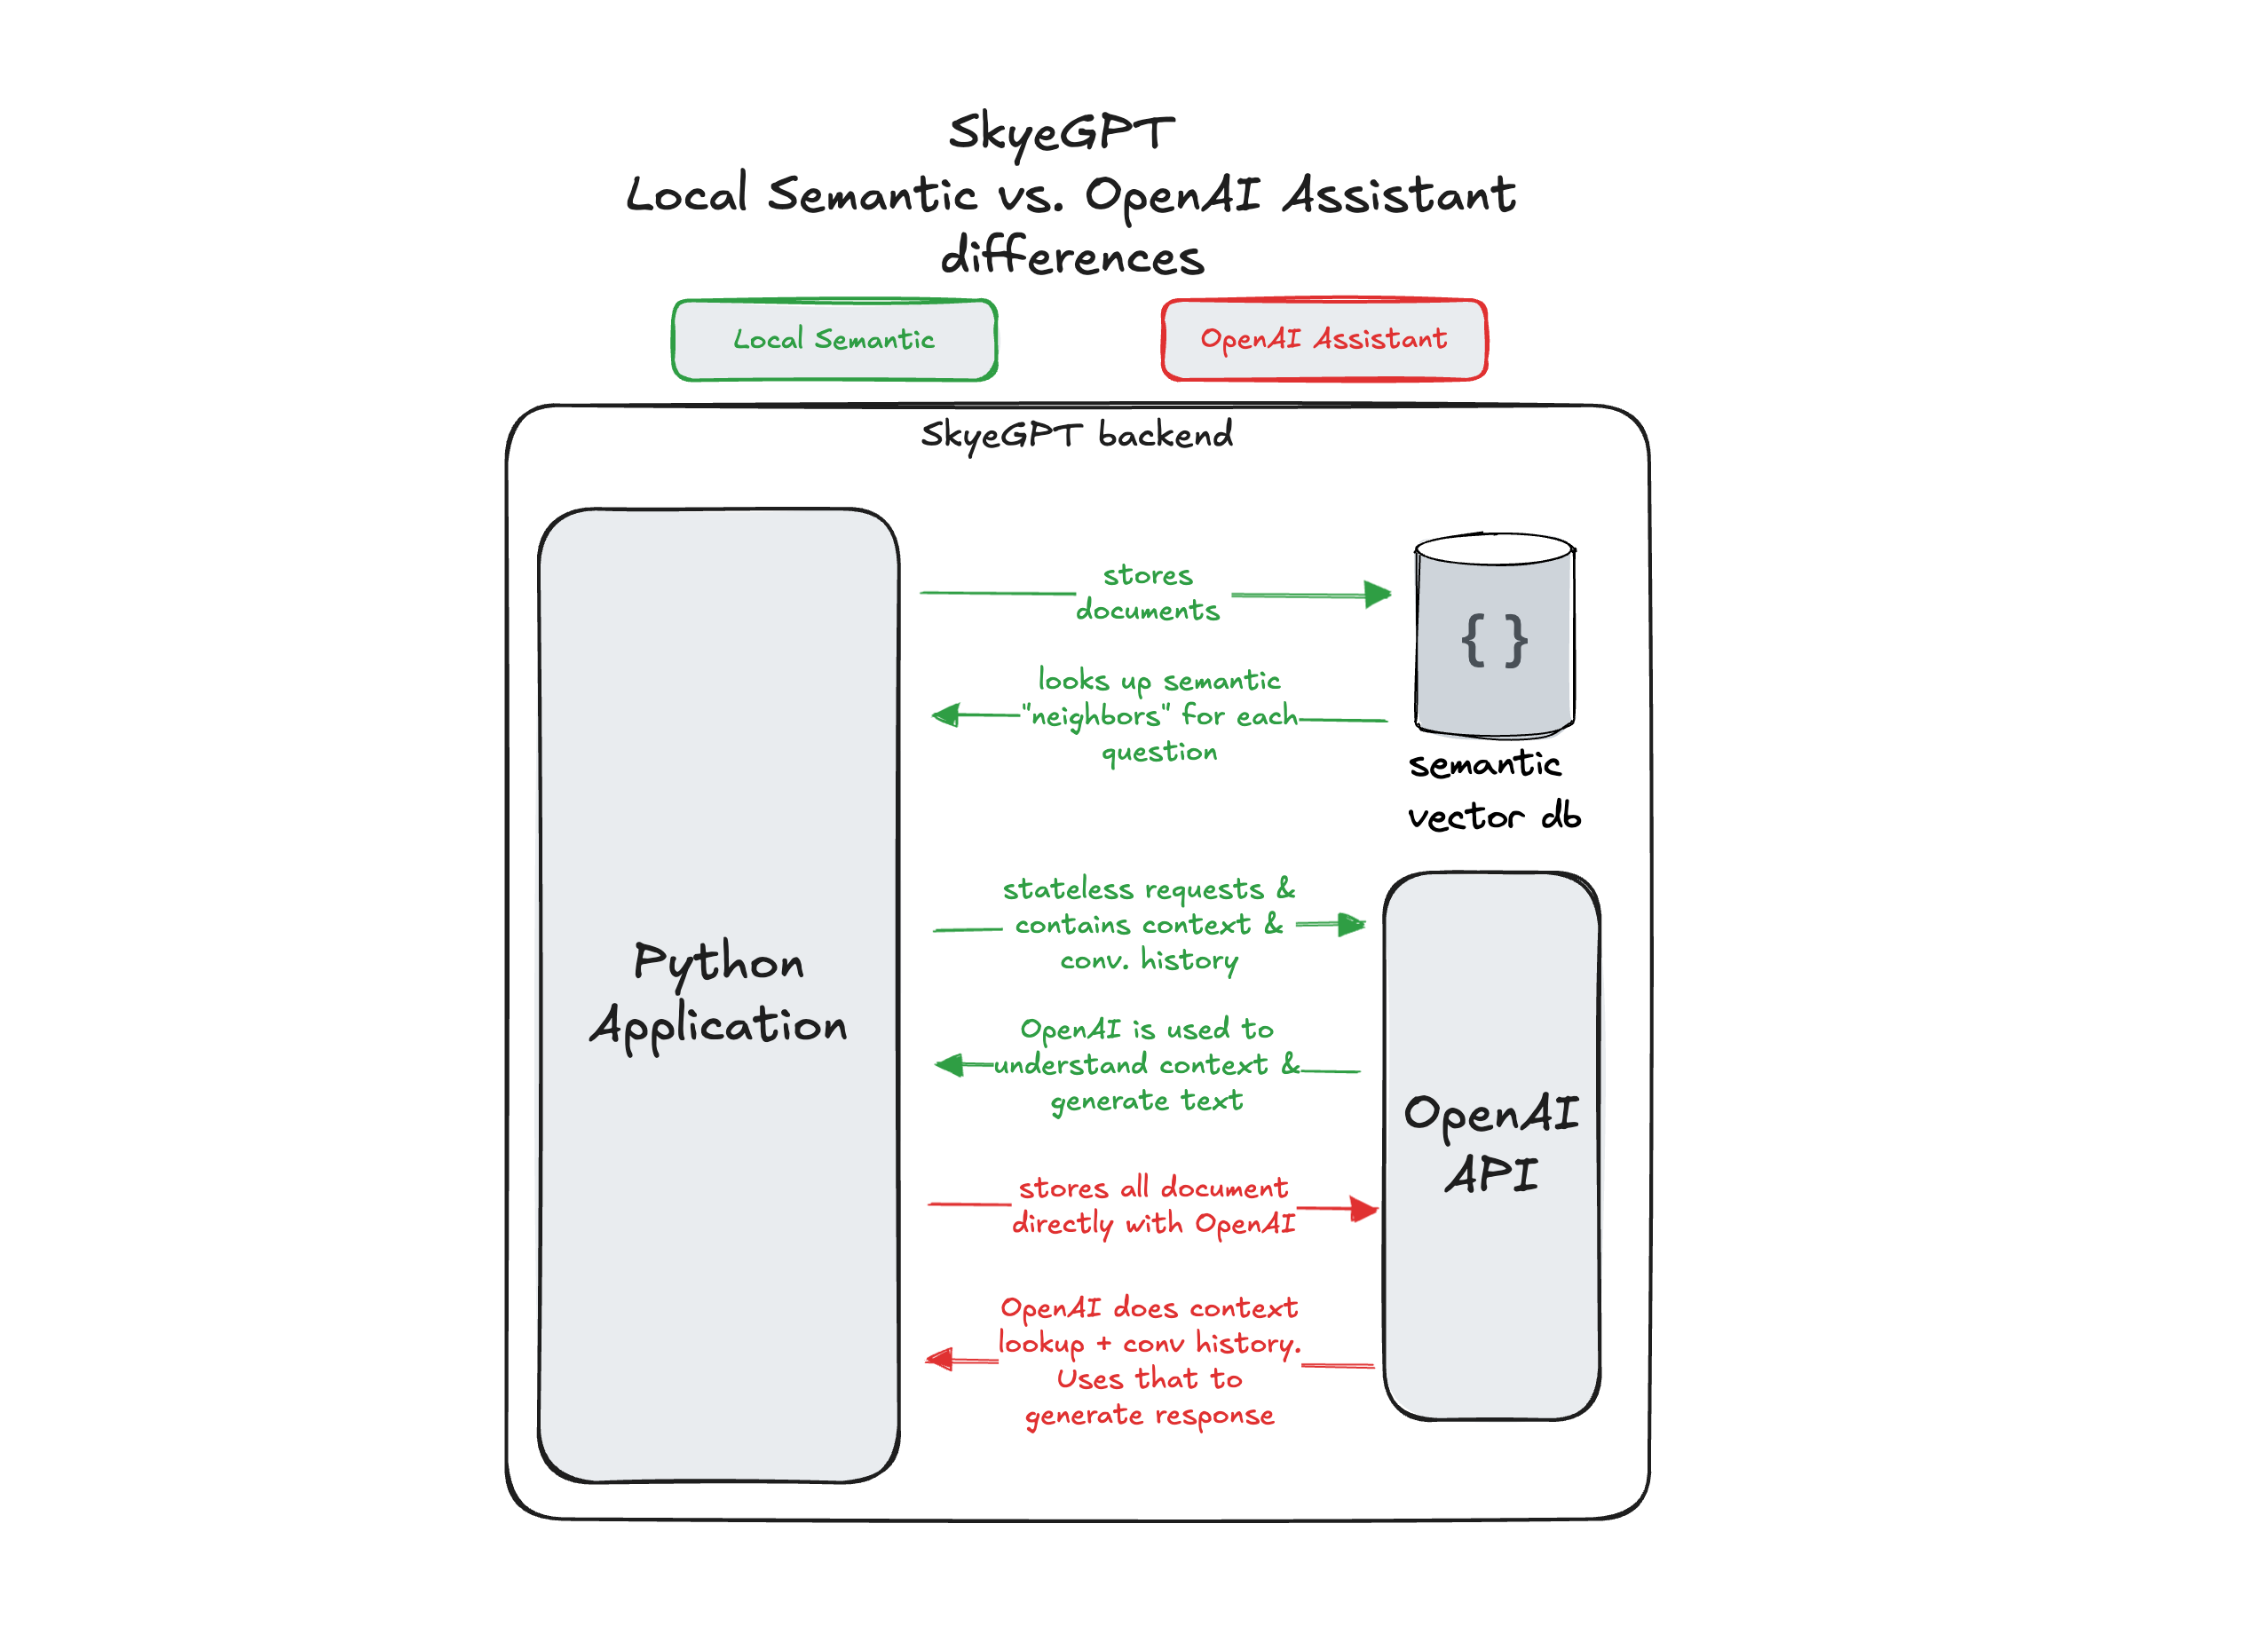 SkyeGPT
Local Semantic vs. OpenAI Assistant
differences
Local Semantic
OpenAI Assistant
SkyeGPT backend
Python
Application
stores
documents
looks up semantic
"neighbors" for each
question
{ }
semantic
vector db
stateless requests &
contains context &
conv. history
OpenAI is used to
understand context &
generate text
stores all document
directly with OpenAI
OpenAI does context
lookup + conv history.
Uses that to
generate response
OpenAI
API